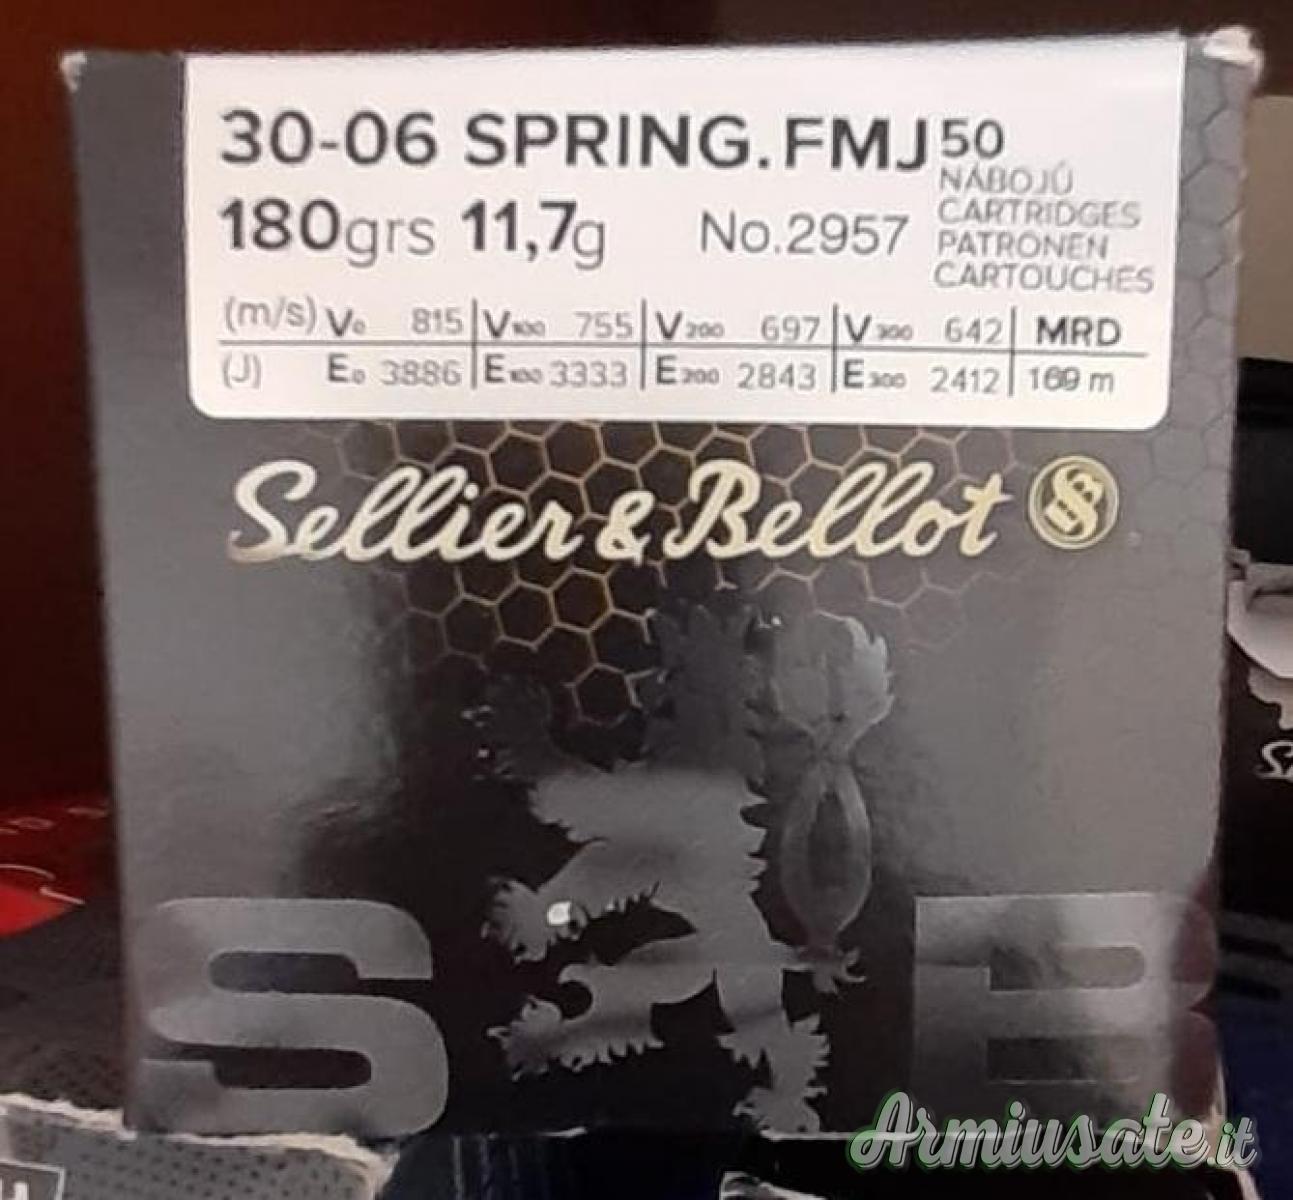 30-06 SPRING.FMJ 50
NÁBOJŮ
CARTRIDGES
180grs 11,7g No.2957
PATRONEN
CARTOUCHES
(m/s) V0 815 | V100 755 | V200 697 | V300 642 | MRD
(J) E0 3886 | E100 3333 | E200 2843 | E300 2412 | 169 m
Sellier & Bellot
S B
Armiusate.it